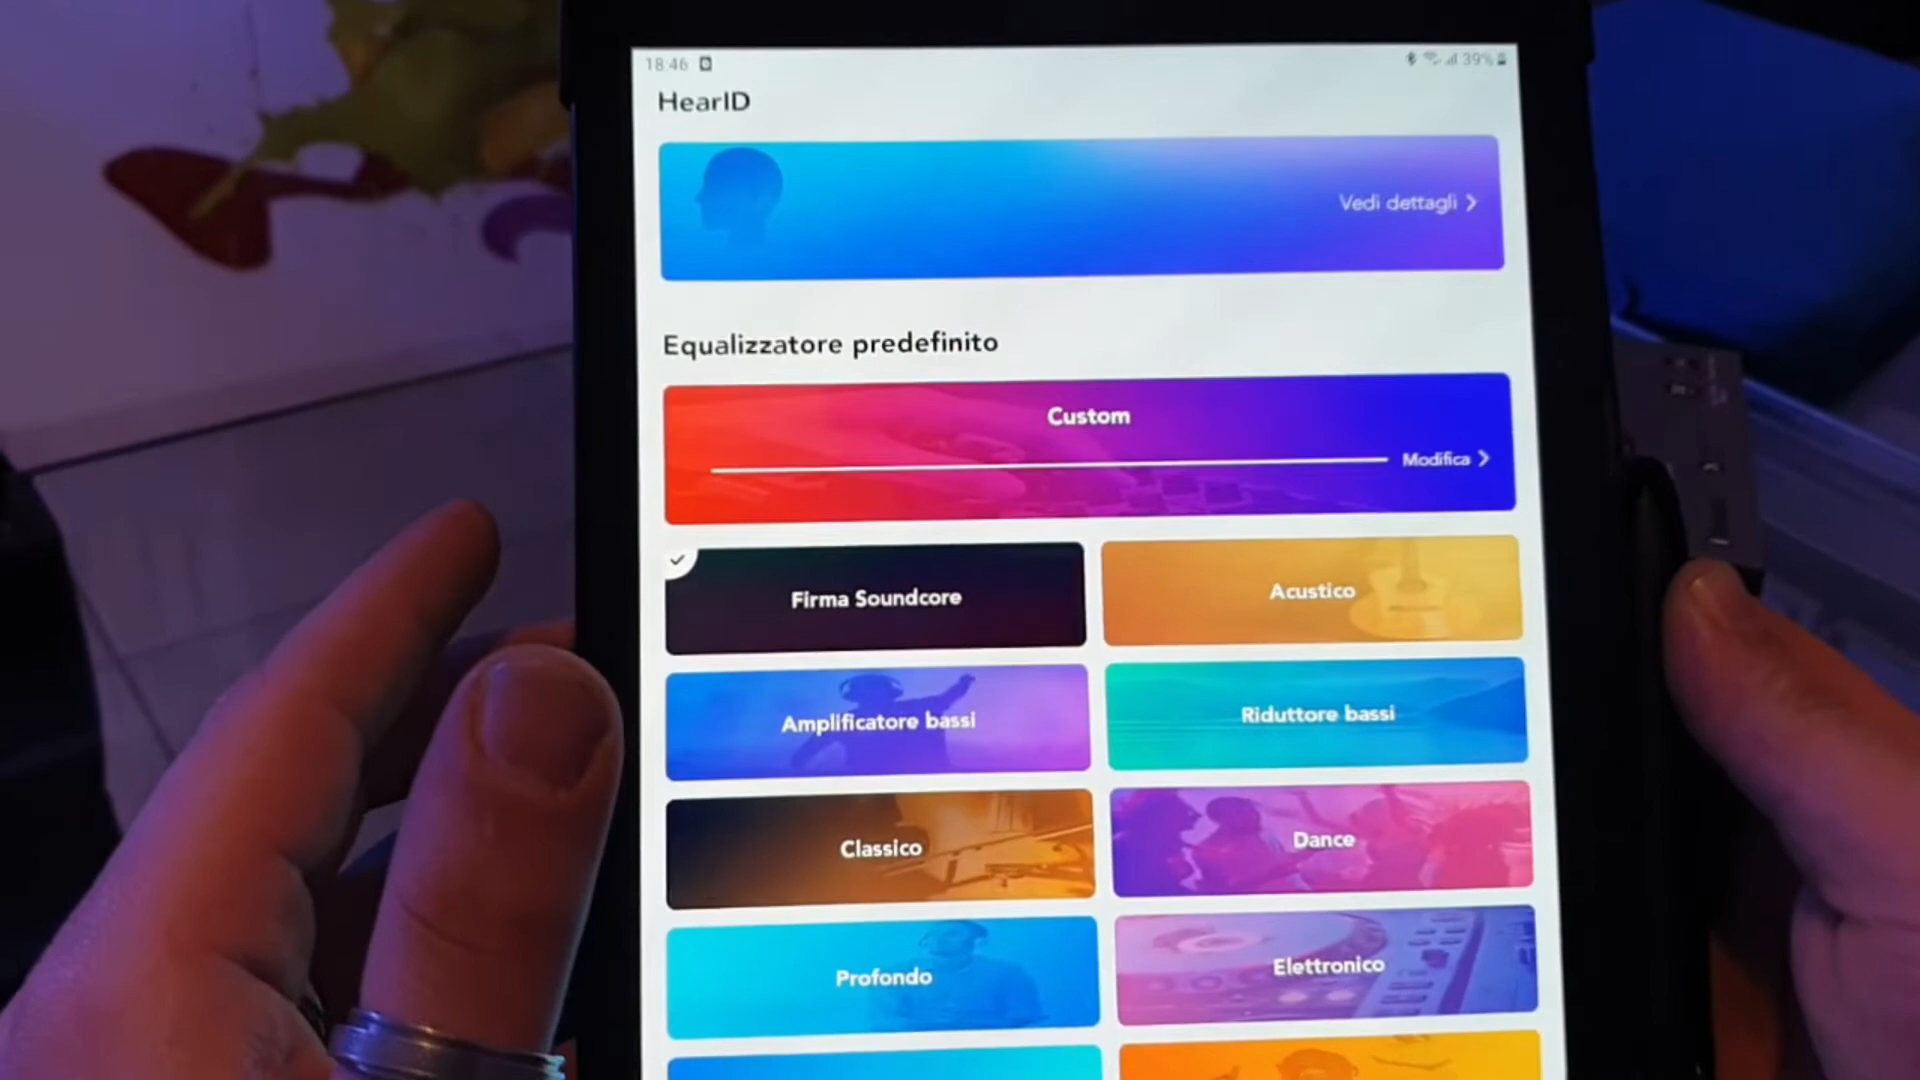 18:46
39%
HearID
Vedi dettagli
Equalizzatore predefinito
Custom
Modifica
Firma Soundcore
Acustico
Amplificatore bassi
Riduttore bassi
Classico
Dance
Profondo
Elettronico